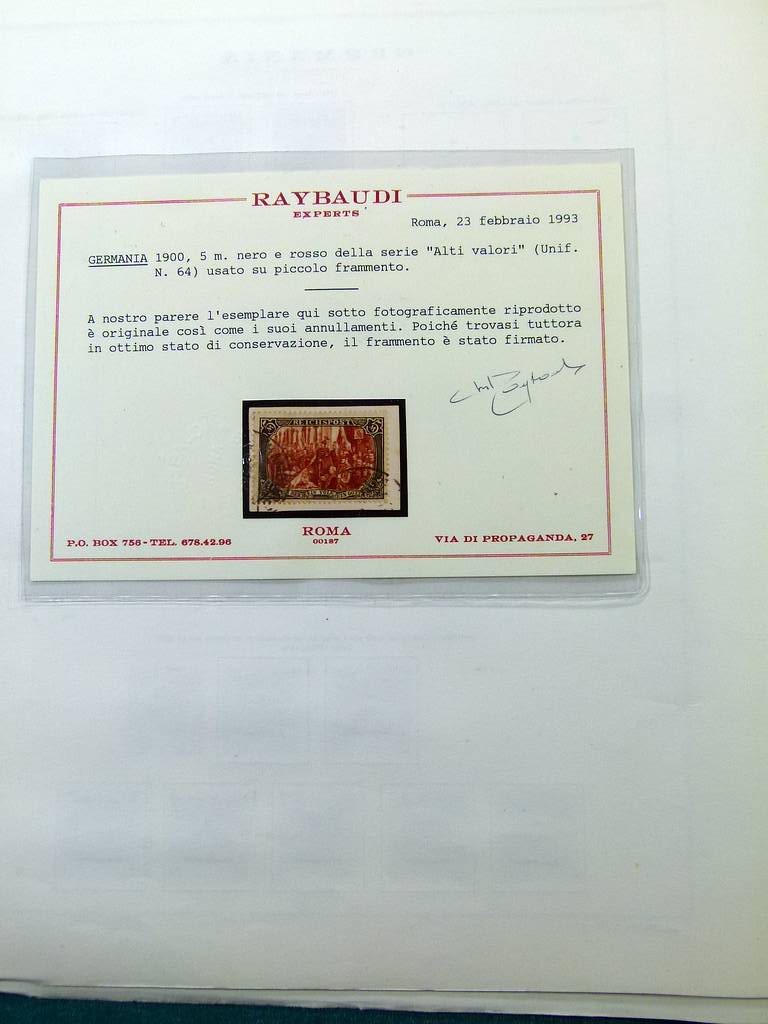 RAYBAUDI
EXPERTS
Roma, 23 febbraio 1993
GERMANIA 1900, 5 m. nero e rosso della serie "Alti valori" (Unif.
N. 64) usato su piccolo frammento.
A nostro parere l'esemplare qui sotto fotograficamente riprodotto
è originale così come i suoi annullamenti. Poiché trovasi tuttora
in ottimo stato di conservazione, il frammento è stato firmato.
REICHSPOST
ROMA
00187
P.O. BOX 756 - TEL. 678.42.96
VIA DI PROPAGANDA, 27